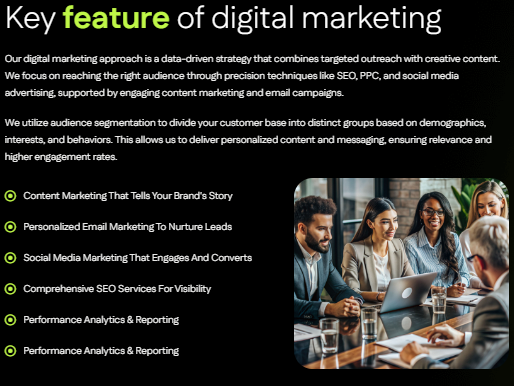 Key feature of digital marketing
Our digital marketing approach is a data-driven strategy that combines targeted outreach with creative content.
We focus on reaching the right audience through precision techniques like SEO, PPC, and social media
advertising, supported by engaging content marketing and email campaigns.
We utilize audience segmentation to divide your customer base into distinct groups based on demographics,
interests, and behaviors. This allows us to deliver personalized content and messaging, ensuring relevance and
higher engagement rates.
Content Marketing That Tells Your Brand's Story
Personalized Email Marketing To Nurture Leads
Social Media Marketing That Engages And Converts
Comprehensive SEO Services For Visibility
Performance Analytics & Reporting
Performance Analytics & Reporting